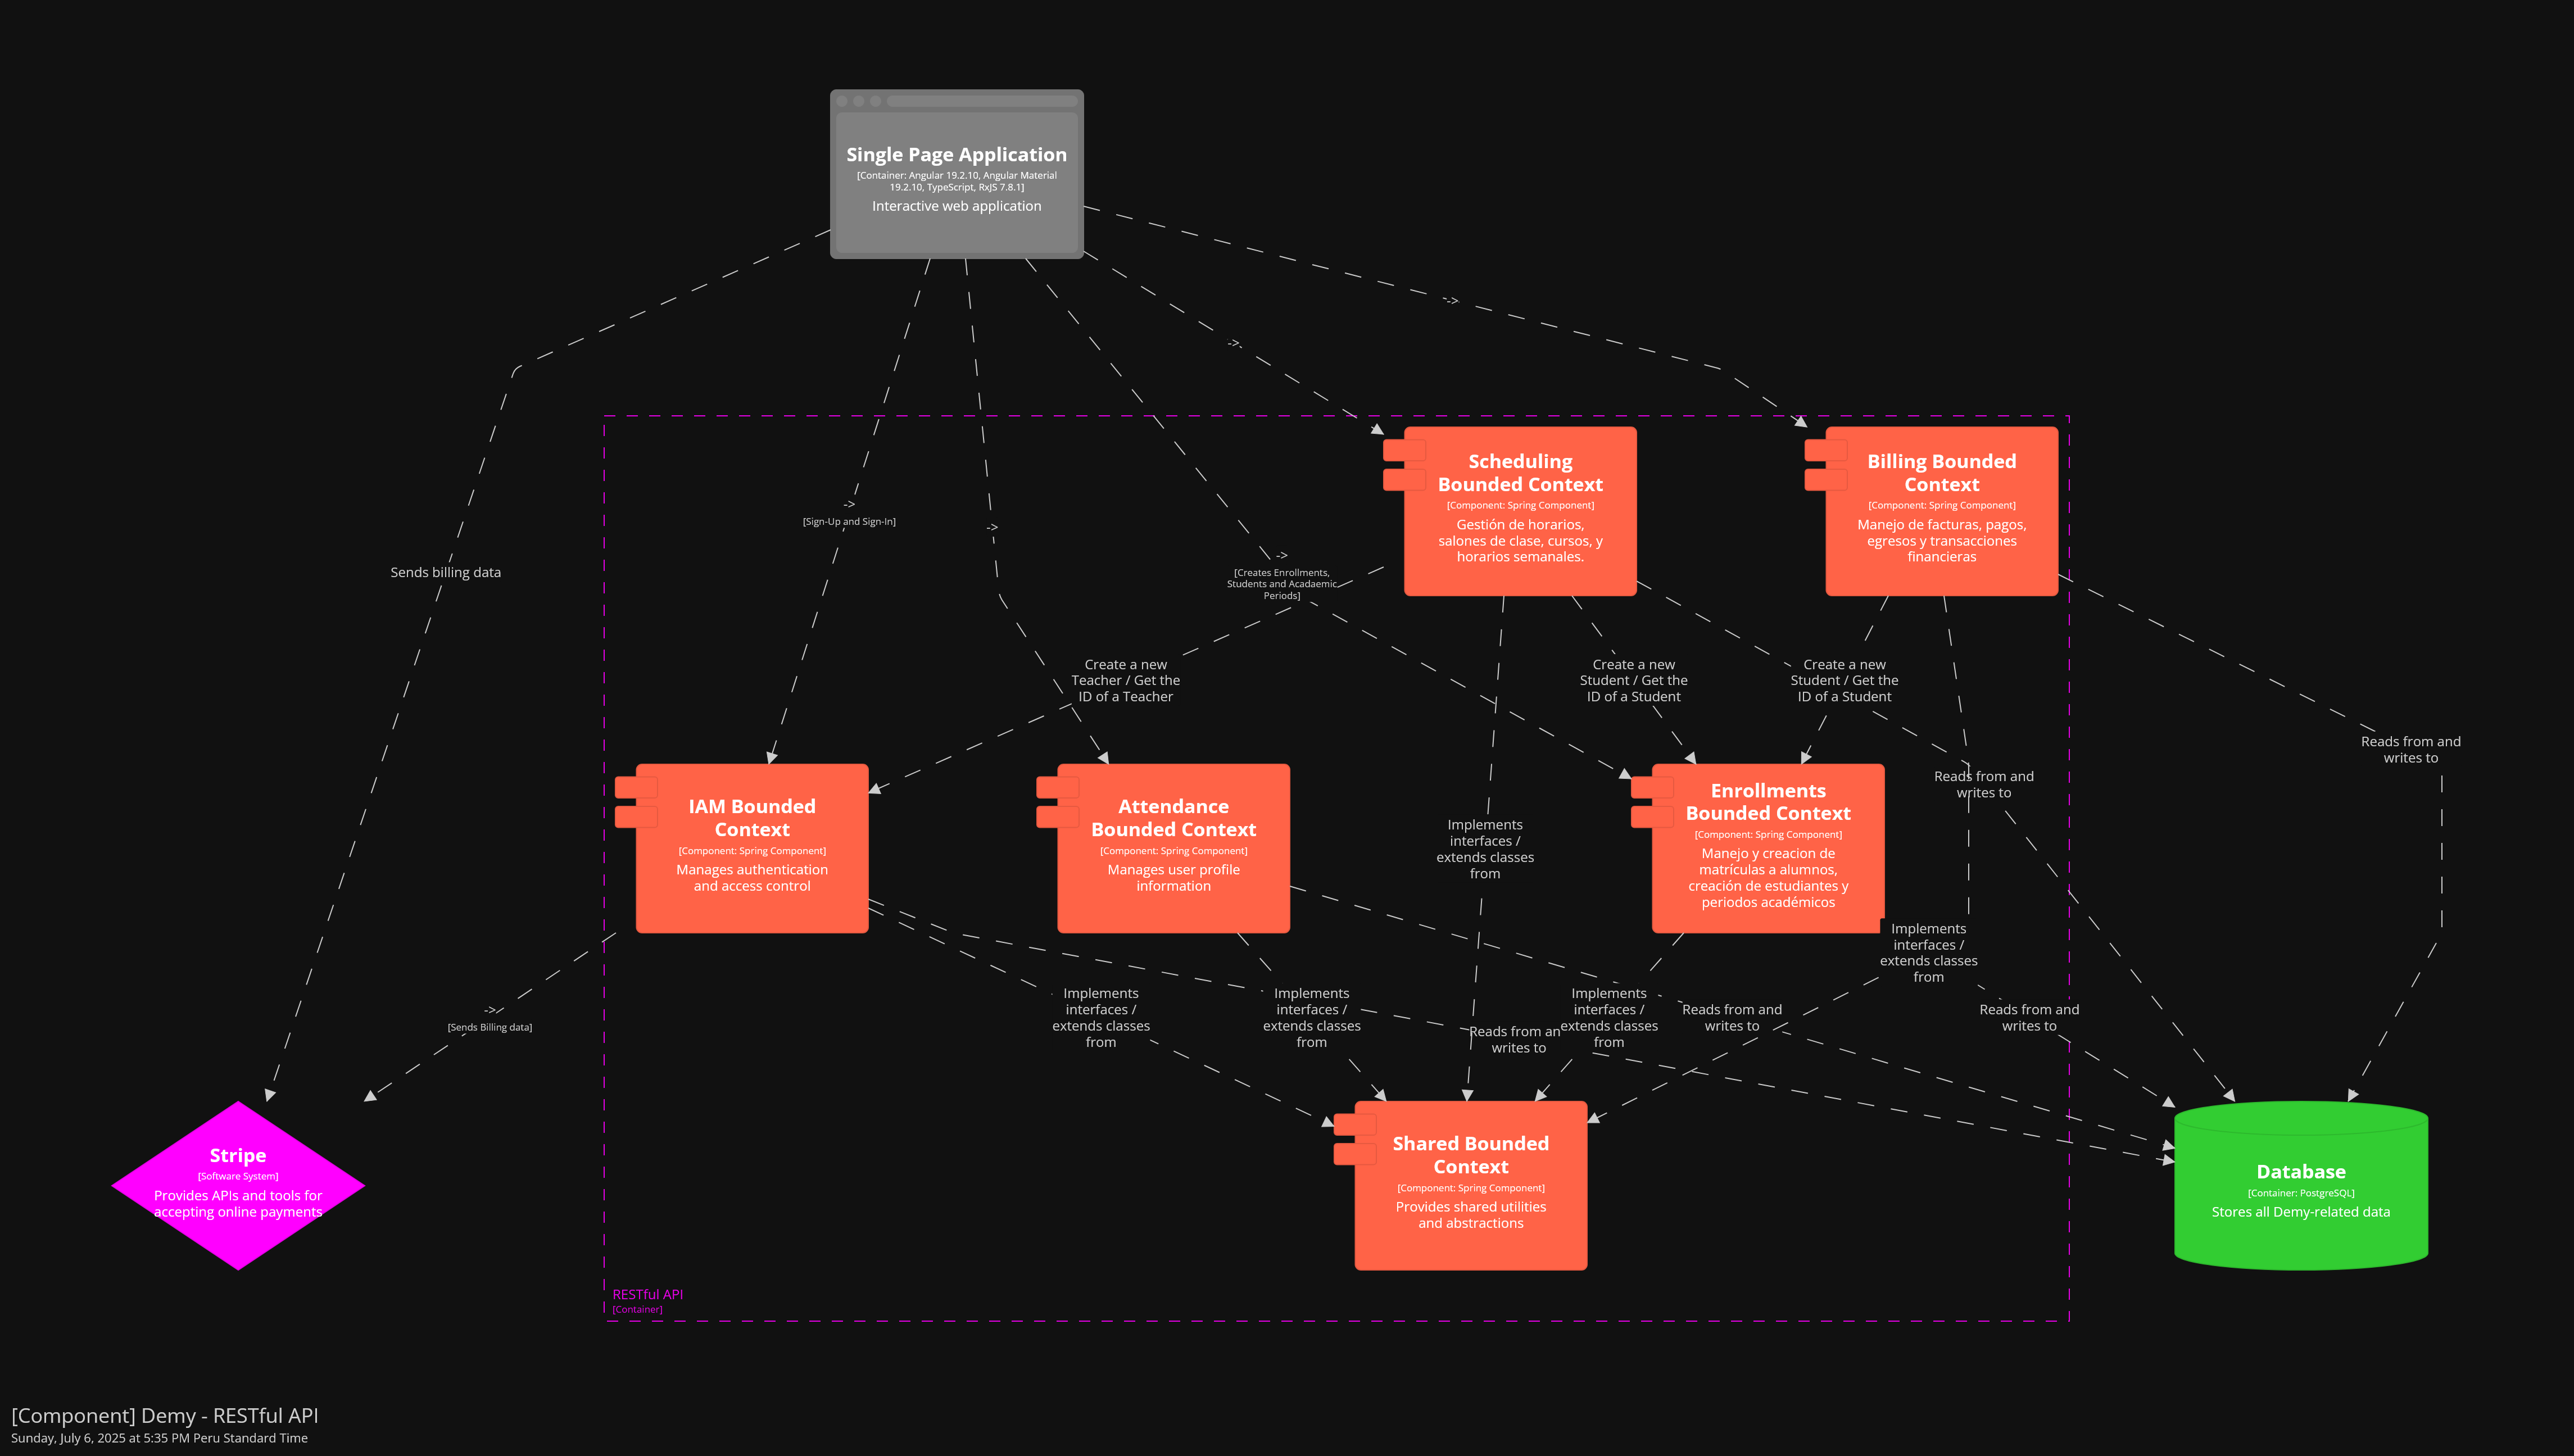 Single Page Application
[Container: Angular 19.2.10, Angular Material
19.2.10, TypeScript, RxJS 7.8.1]
Interactive web application
->
->
Scheduling
Bounded Context
[Component: Spring Component]
Gestión de horarios,
salones de clase, cursos, y
horarios semanales.
Billing Bounded
Context
[Component: Spring Component]
Manejo de facturas, pagos,
egresos y transacciones
financieras
->
[Sign-Up and Sign-In]
->
->
[Creates Enrollments,
Students and Acadaemic
Periods]
Sends billing data
Create a new
Teacher / Get the
ID of a Teacher
Create a new
Student / Get the
ID of a Student
Create a new
Student / Get the
ID of a Student
Reads from and
writes to
Reads from and
writes to
IAM Bounded
Context
[Component: Spring Component]
Manages authentication
and access control
Attendance
Bounded Context
[Component: Spring Component]
Manages user profile
information
Implements
interfaces /
extends classes
from
Enrollments
Bounded Context
[Component: Spring Component]
Manejo y creacion de
matrículas a alumnos,
creación de estudiantes y
periodos académicos
Implements
interfaces /
extends classes
from
->
[Sends Billing data]
Implements
interfaces /
extends classes
from
Implements
interfaces /
extends classes
from
Reads from an
writes to
Implements
interfaces /
extends classes
from
Reads from and
writes to
Reads from and
writes to
Stripe
[Software System]
Provides APIs and tools for
accepting online payments
Shared Bounded
Context
[Component: Spring Component]
Provides shared utilities
and abstractions
Database
[Container: PostgreSQL]
Stores all Demy-related data
RESTful API
[Container]
[Component] Demy - RESTful API
Sunday, July 6, 2025 at 5:35 PM Peru Standard Time